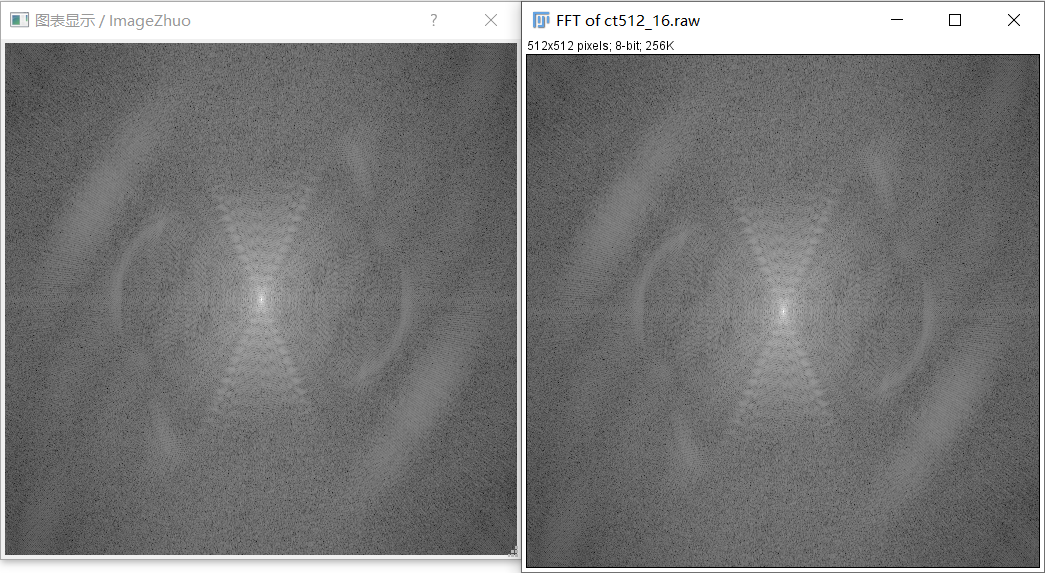 图表显示 / ImageZhuo
?
FFT of ct512_16.raw
512x512 pixels; 8-bit; 256K